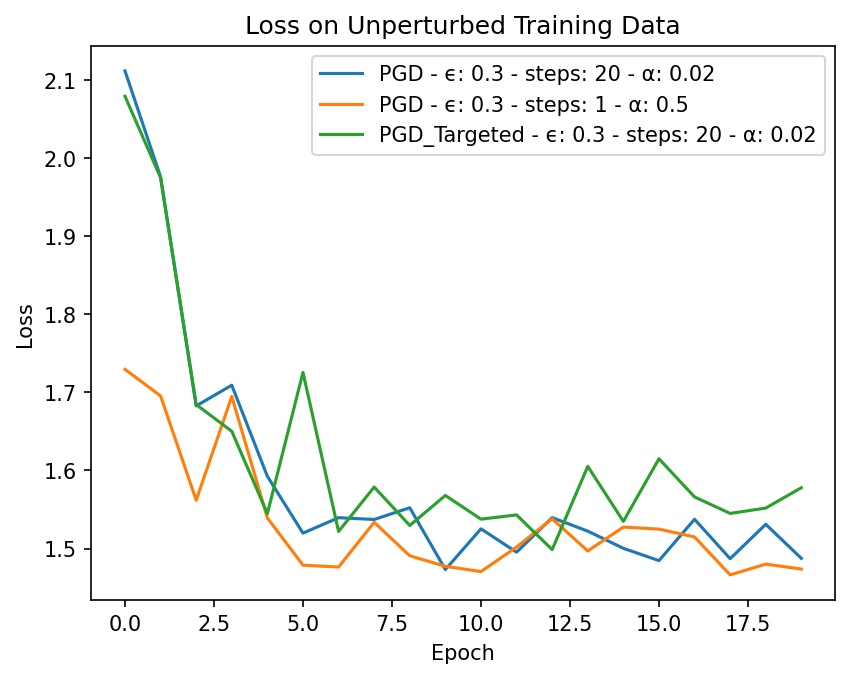 Loss on Unperturbed Training Data
PGD - ϵ: 0.3 - steps: 20 - α: 0.02
PGD - ϵ: 0.3 - steps: 1 - α: 0.5
PGD_Targeted - ϵ: 0.3 - steps: 20 - α: 0.02
2.1
2.0
1.9
1.8
1.7
1.6
1.5
Loss
0.0 2.5 5.0 7.5 10.0 12.5 15.0 17.5
Epoch